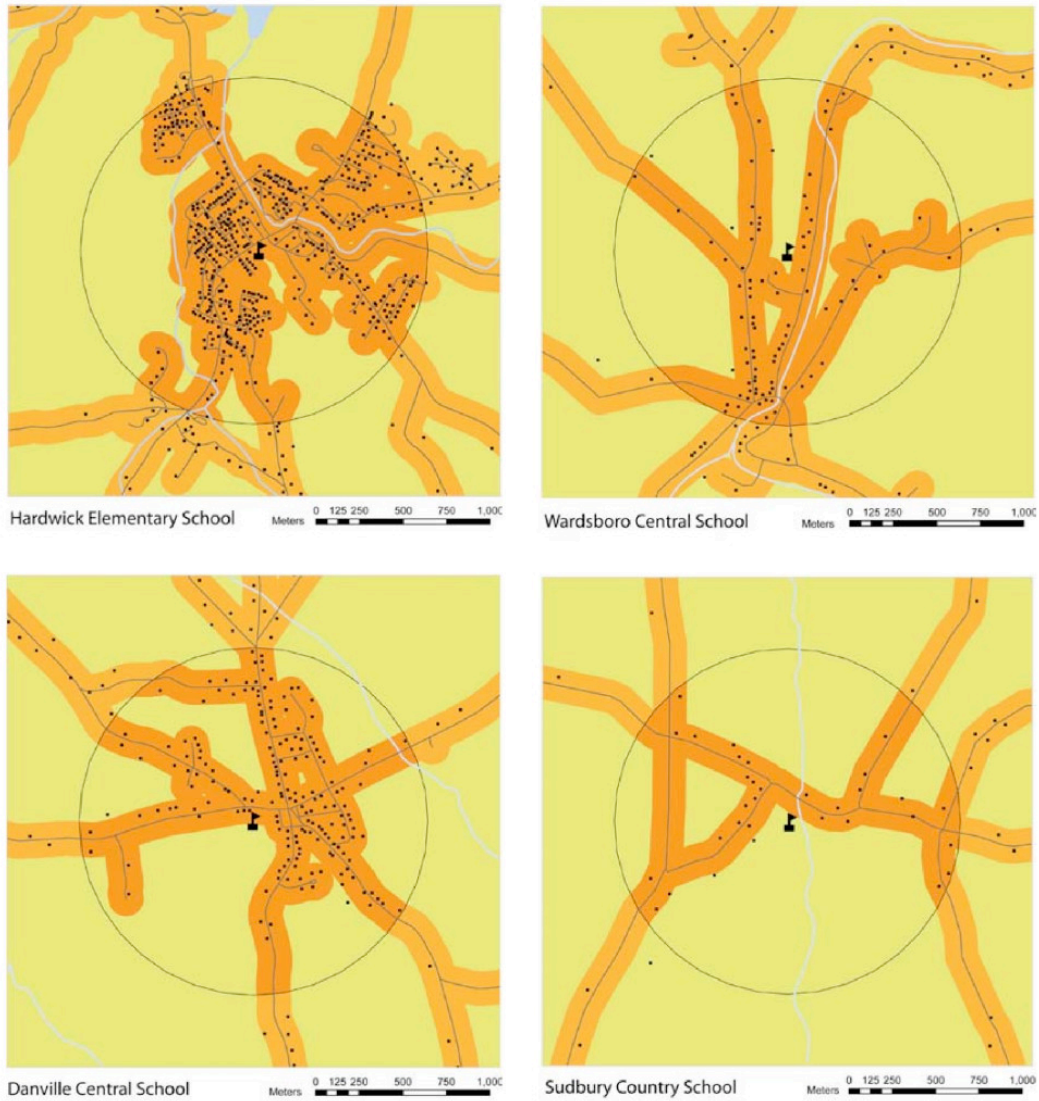 Hardwick Elementary School
Meters 0 125 250 500 750 1,000
Wardsboro Central School
Meters 0 125 250 500 750 1,000
Danville Central School
Meters 0 125 250 500 750 1,000
Sudbury Country School
Meters 0 125 250 500 750 1,000